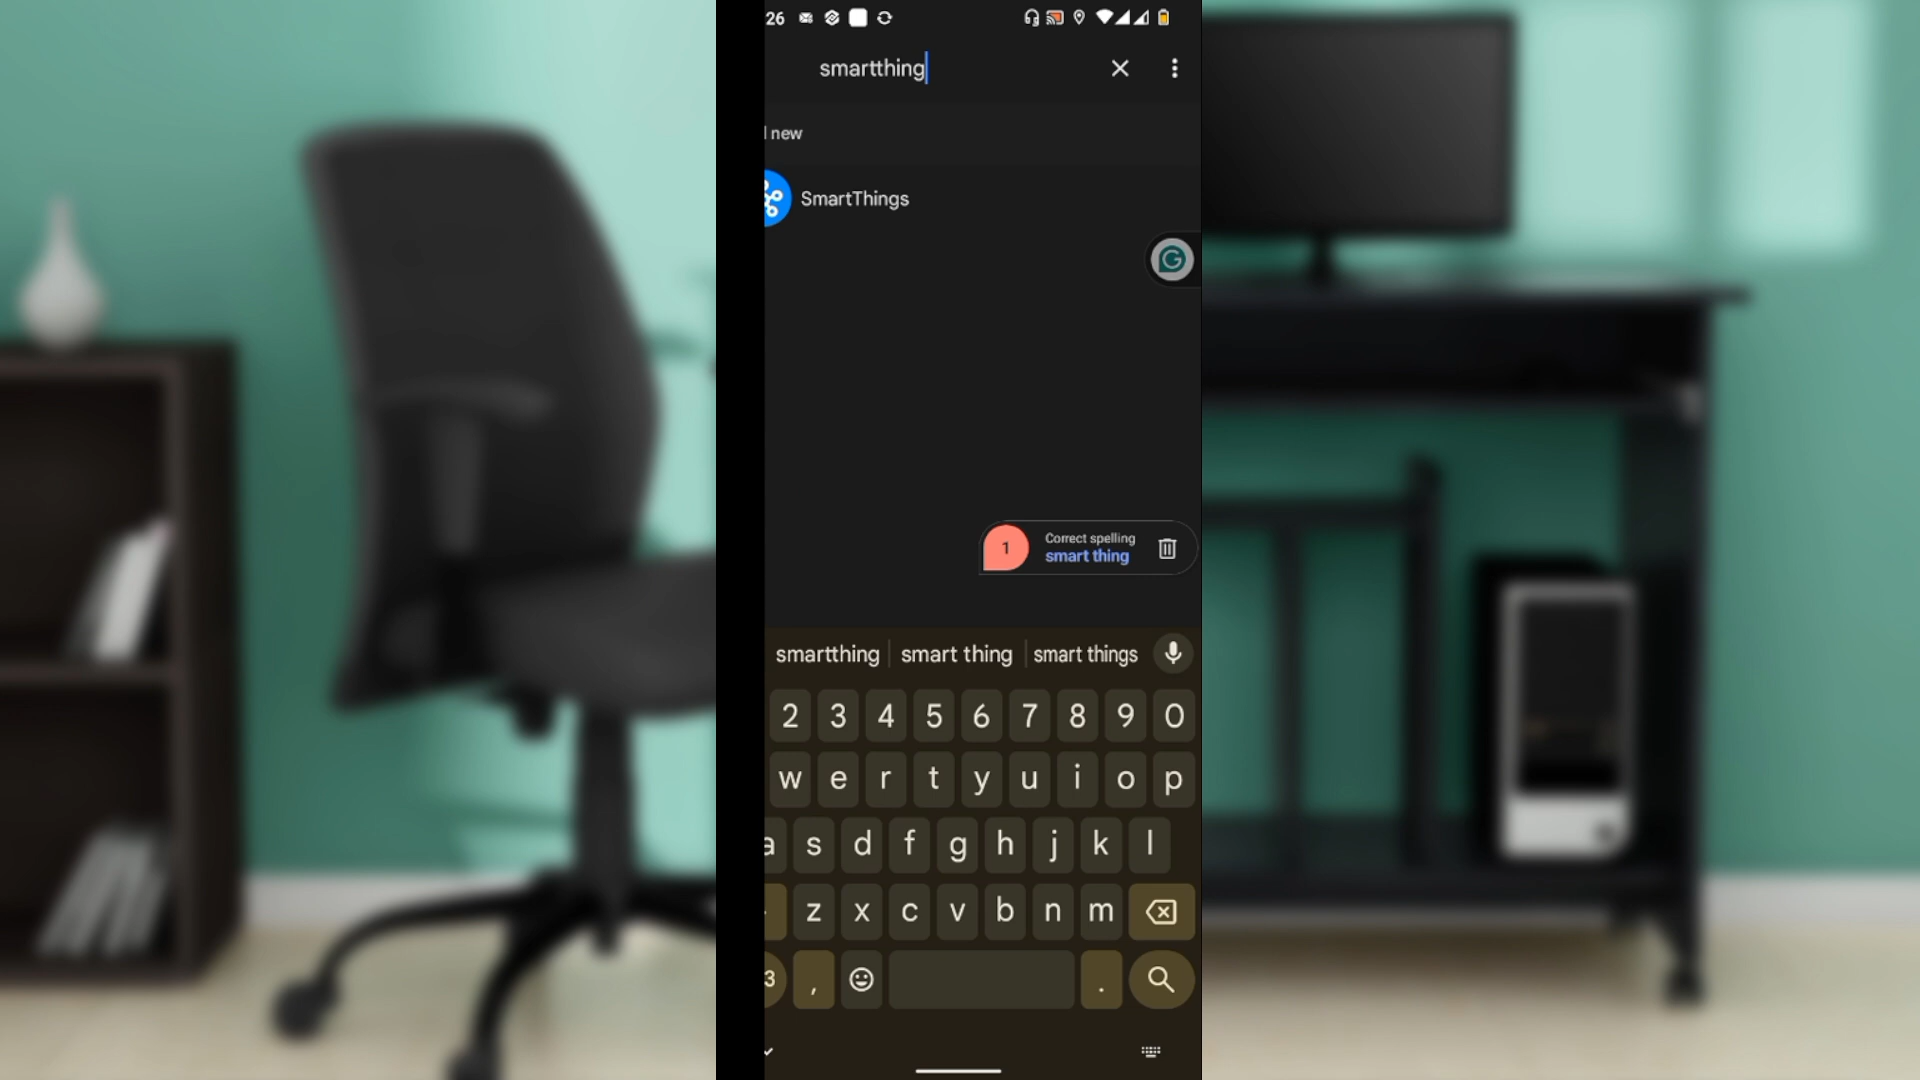 26
smartthing
new
SmartThings
1
Correct spelling
smart thing
smartthing smart thing smart things
2 3 4 5 6 7 8 9 0
w e r t y u i o p
a s d f g h j k l
z x c v b n m
3 , .